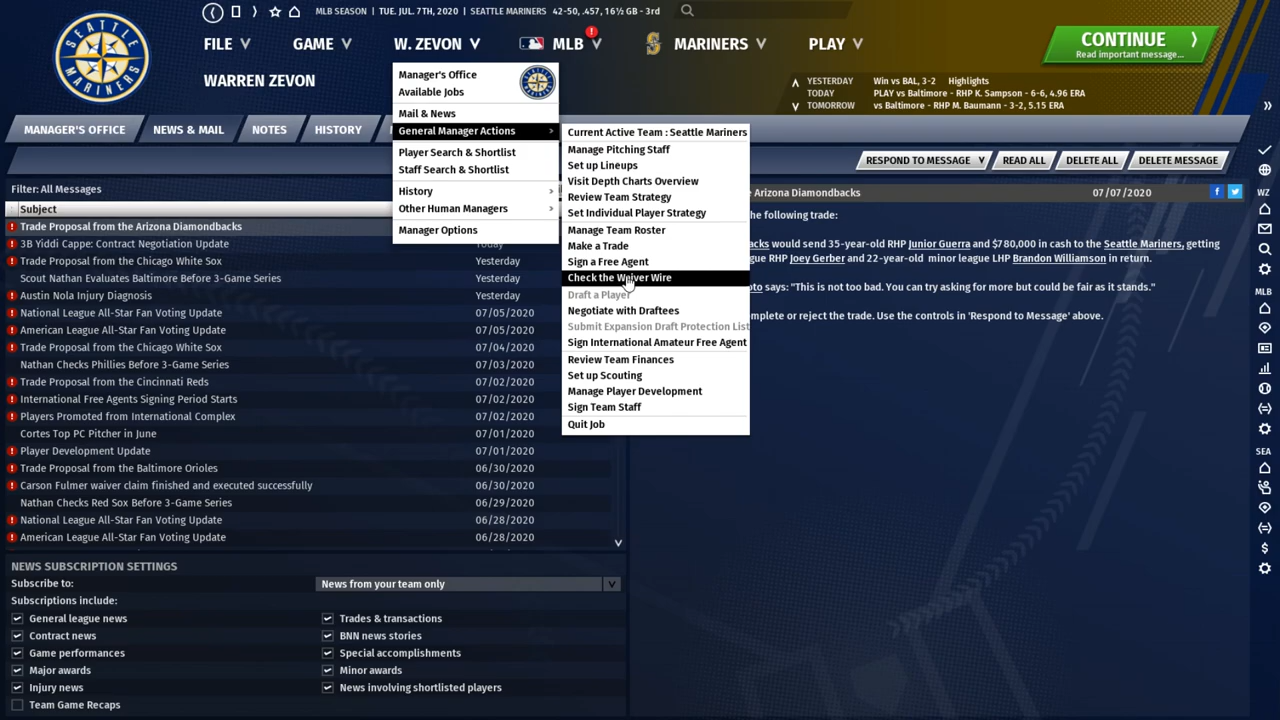 MLB SEASON | TUE. JUL. 7TH, 2020 | SEATTLE MARINERS 42-50, .457, 16½ GB - 3rd
FILE GAME W. ZEVON MLB MARINERS PLAY
CONTINUE
Read important message...
WARREN ZEVON
YESTERDAY Win vs BAL, 3-2 Highlights
TODAY PLAY vs Baltimore - RHP K. Sampson - 6-6, 4.96 ERA
TOMORROW vs Baltimore - RHP M. Baumann - 3-2, 5.15 ERA
SEATTLE
MARINERS
Manager's Office
Available Jobs
Mail & News
General Manager Actions
Player Search & Shortlist
Staff Search & Shortlist
History
Other Human Managers
Manager Options
Current Active Team : Seattle Mariners
Manage Pitching Staff
Set up Lineups
Visit Depth Charts Overview
Review Team Strategy
Set Individual Player Strategy
Manage Team Roster
Make a Trade
Sign a Free Agent
Check the Waiver Wire
Draft a Player
Negotiate with Draftees
Submit Expansion Draft Protection List
Sign International Amateur Free Agent
Review Team Finances
Set up Scouting
Manage Player Development
Sign Team Staff
Quit Job
MANAGER'S OFFICE NEWS & MAIL NOTES HISTORY
RESPOND TO MESSAGE READ ALL DELETE ALL DELETE MESSAGE
Filter: All Messages
Subject
Trade Proposal from the Arizona Diamondbacks
3B Yiddi Cappe: Contract Negotiation Update Today
Trade Proposal from the Chicago White Sox Yesterday
Scout Nathan Evaluates Baltimore Before 3-Game Series Yesterday
Austin Nola Injury Diagnosis Yesterday
National League All-Star Fan Voting Update 07/05/2020
American League All-Star Fan Voting Update 07/05/2020
Trade Proposal from the Chicago White Sox 07/04/2020
Nathan Checks Phillies Before 3-Game Series 07/03/2020
Trade Proposal from the Cincinnati Reds 07/02/2020
International Free Agents Signing Period Starts 07/02/2020
Players Promoted from International Complex 07/02/2020
Cortes Top PC Pitcher in June 07/01/2020
Player Development Update 07/01/2020
Trade Proposal from the Baltimore Orioles 06/30/2020
Carson Fulmer waiver claim finished and executed successfully 06/30/2020
Nathan Checks Red Sox Before 3-Game Series 06/29/2020
National League All-Star Fan Voting Update 06/28/2020
American League All-Star Fan Voting Update 06/28/2020
Arizona Diamondbacks 07/07/2020
the following trade:
backs would send 35-year-old RHP Junior Guerra and $780,000 in cash to the Seattle Mariners, getting
league RHP Joey Gerber and 22-year-old minor league LHP Brandon Williamson in return.
oto says: "This is not too bad. You can try asking for more but could be fair as it stands."
mplete or reject the trade. Use the controls in 'Respond to Message' above.
NEWS SUBSCRIPTION SETTINGS
Subscribe to: News from your team only
Subscriptions include:
General league news Trades & transactions
Contract news BNN news stories
Game performances Special accomplishments
Major awards Minor awards
Injury news News involving shortlisted players
Team Game Recaps
WZ
MLB
SEA